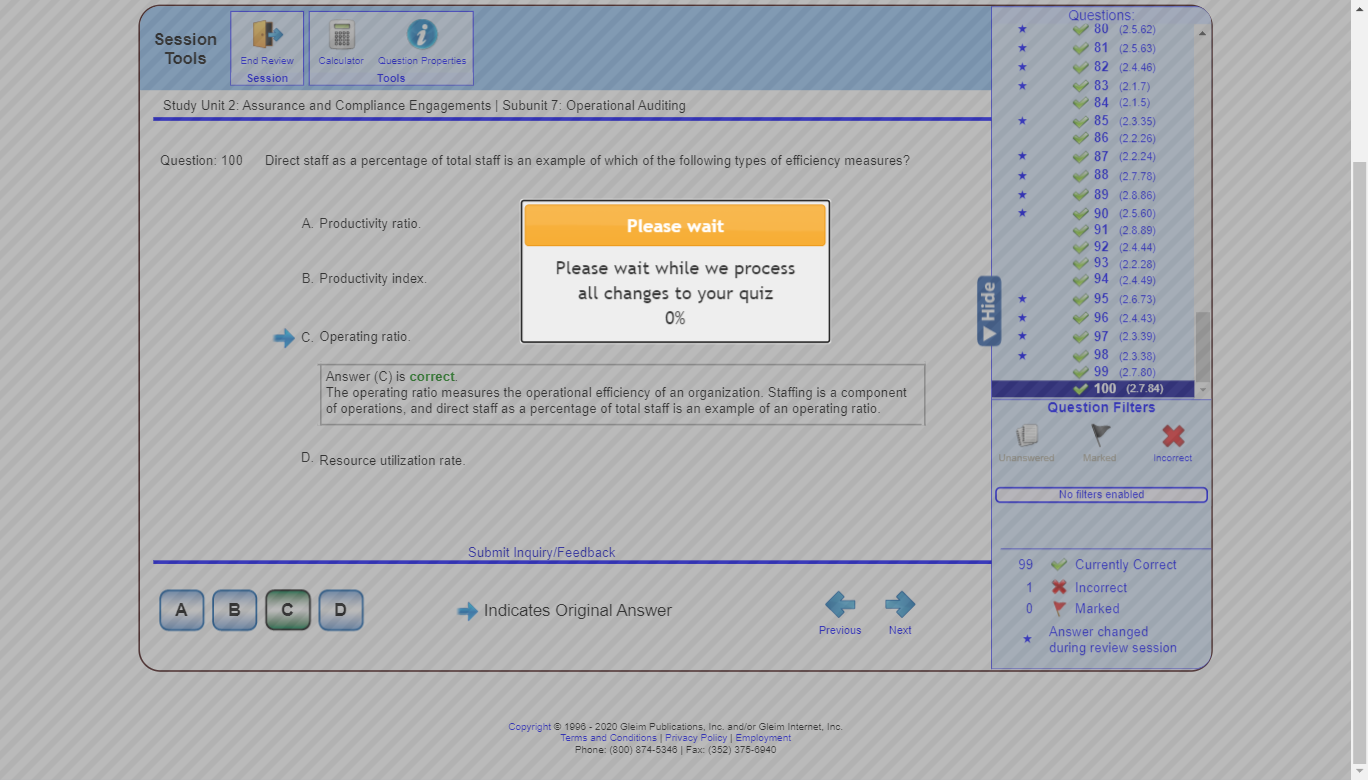 Session
Tools
End Review
Session
Calculator
Question Properties
Tools
Study Unit 2: Assurance and Compliance Engagements | Subunit 7: Operational Auditing
Question: 100 Direct staff as a percentage of total staff is an example of which of the following types of efficiency measures?
A. Productivity ratio.
B. Productivity index.
C. Operating ratio.
Answer (C) is correct.
The operating ratio measures the operational efficiency of an organization. Staffing is a component
of operations, and direct staff as a percentage of total staff is an example of an operating ratio.
D. Resource utilization rate.
Please wait
Please wait while we process
all changes to your quiz
0%
Submit Inquiry/Feedback
A B C D
Indicates Original Answer
Previous
Next
Hide
Questions:
80 (2.5.62)
81 (2.5.63)
82 (2.4.46)
83 (2.1.7)
84 (2.1.5)
85 (2.3.35)
86 (2.2.26)
87 (2.2.24)
88 (2.7.78)
89 (2.8.86)
90 (2.5.60)
91 (2.8.89)
92 (2.4.44)
93 (2.2.28)
94 (2.4.49)
95 (2.6.73)
96 (2.4.43)
97 (2.3.39)
98 (2.3.38)
99 (2.7.80)
100 (2.7.84)
Question Filters
Unanswered
Marked
Incorrect
No filters enabled
99 Currently Correct
1 Incorrect
0 Marked
Answer changed
during review session
Copyright © 1996 - 2020 Gleim Publications, Inc. and/or Gleim Internet, Inc.
Terms and Conditions | Privacy Policy | Employment
Phone: (800) 874-5346 | Fax: (352) 375-6940